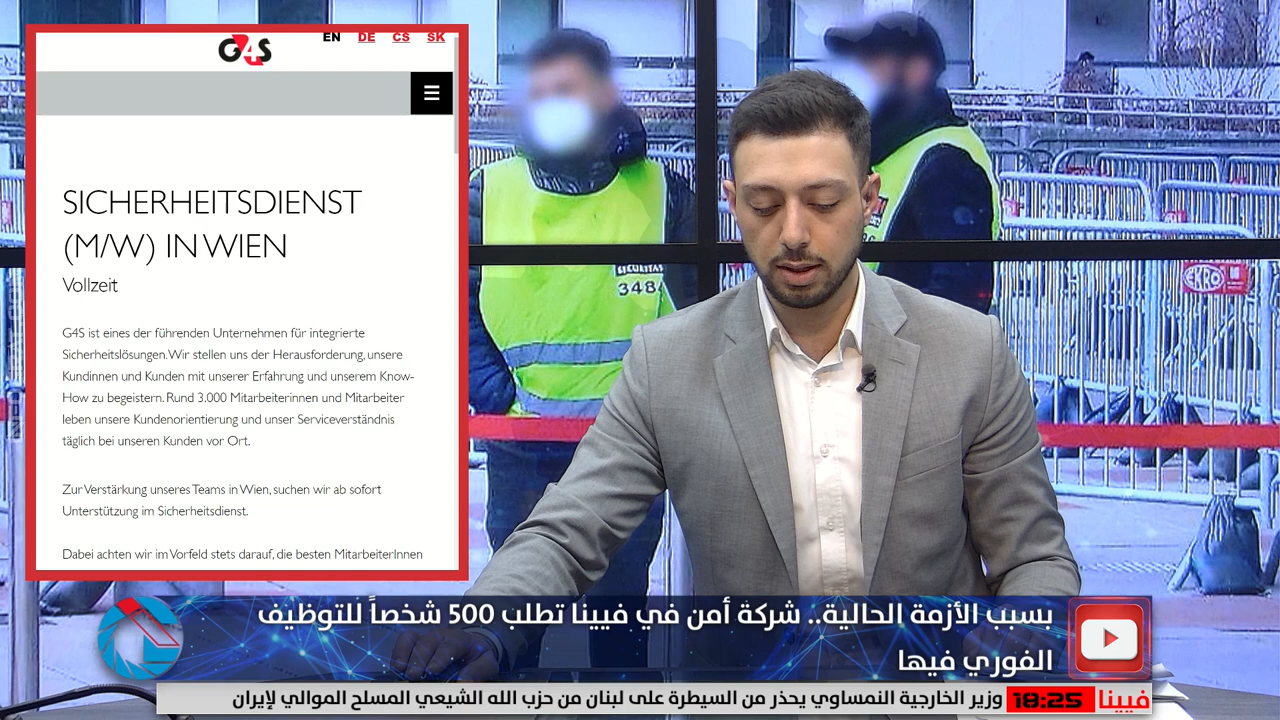 G4S
EN DE CS SK
SICHERHEITSDIENST
(M/W) IN WIEN
Vollzeit
G4S ist eines der führenden Unternehmen für integrierte
Sicherheitslösungen. Wir stellen uns der Herausforderung, unsere
Kundinnen und Kunden mit unserer Erfahrung und unserem Know-
How zu begeistern. Rund 3.000 Mitarbeiterinnen und Mitarbeiter
leben unsere Kundenorientierung und unser Serviceverständnis
täglich bei unseren Kunden vor Ort.
Zur Verstärkung unseres Teams in Wien, suchen wir ab sofort
Unterstützung im Sicherheitsdienst.
Dabei achten wir im Vorfeld stets darauf, die besten MitarbeiterInnen
SECURITAS
348
EKRO
بسبب الأزمة الحالية.. شركة أمن في فيينا تطلب 500 شخصاً للتوظيف
الفوري فيها
فيينا 18:25 وزير الخارجية النمساوي يحذر من السيطرة على لبنان من حزب الله الشيعي المسلح الموالي لإيران